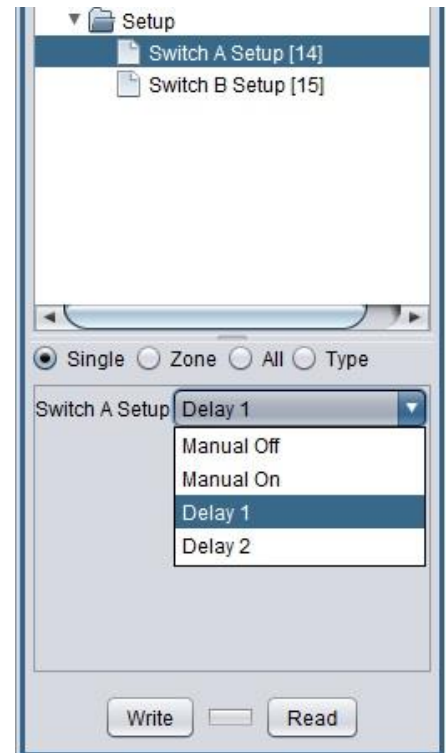 Setup
Switch A Setup [14]
Switch B Setup [15]
Single Zone All Type
Switch A Setup Delay 1
Manual Off
Manual On
Delay 1
Delay 2
Write Read